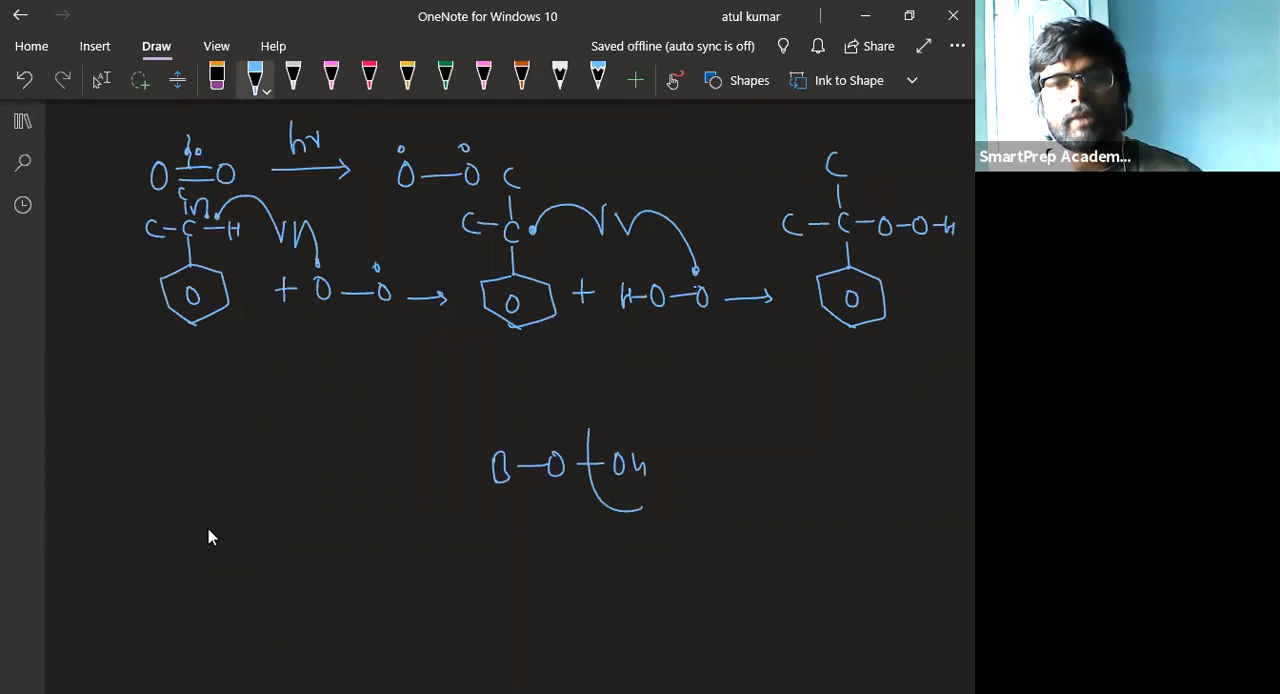 OneNote for Windows 10
atul kumar
Home Insert Draw View Help
Saved offline (auto sync is off)
Share
Shapes
Ink to Shape
SmartPrep Academ...
hν
O=O → O—O
C C C
C—C—H C—C C—C—O—O—H
+ O—O → + H—O—O →
B—O—OH